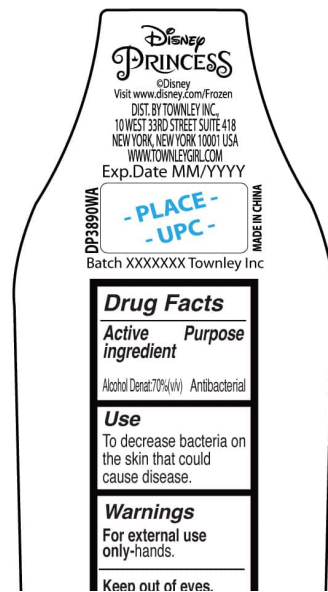 Disney
PRINCESS
©Disney
Visit www.disney.com/Frozen
DIST. BY TOWNLEY INC.,
10 WEST 33RD STREET SUITE 418
NEW YORK, NEW YORK 10001 USA
WWW.TOWNLEYGIRL.COM
Exp.Date MM/YYYY
DP3890WA
- PLACE -
- UPC -
MADE IN CHINA
Batch XXXXXXX Townley Inc
Drug Facts
Active Purpose
ingredient
Alcohol Denat:70%(v/v) Antibacterial
Use
To decrease bacteria on
the skin that could
cause disease.
Warnings
For external use
only-hands.
Keep out of eyes.